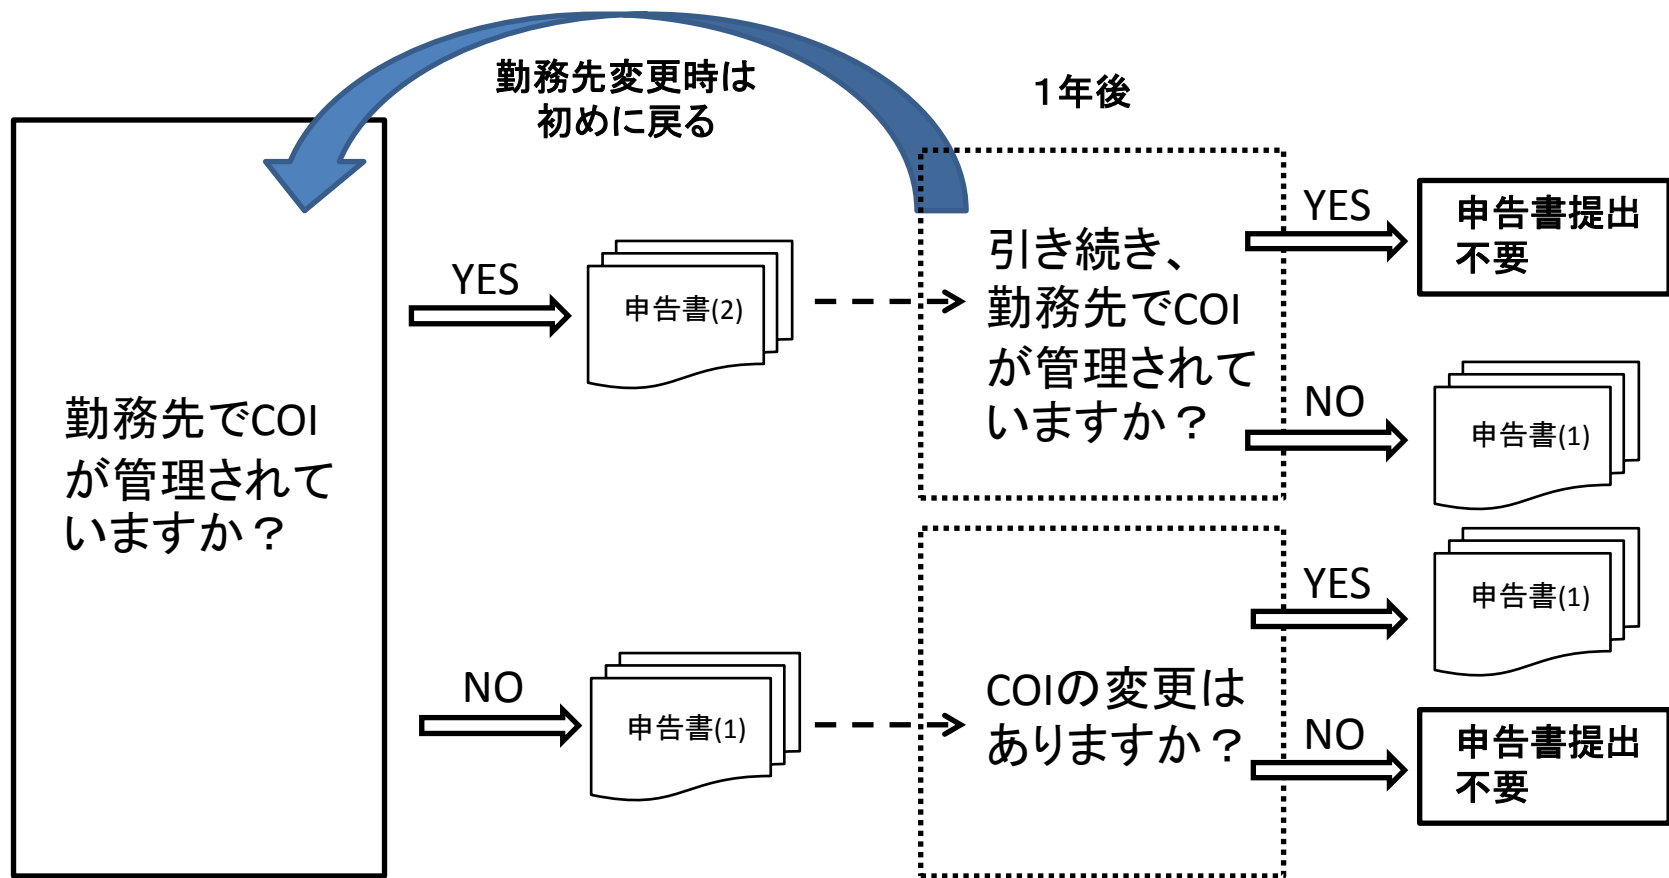 勤務先変更時は
初めに戻る
1年後
勤務先でCOI
が管理されて
いますか？
YES
申告書(2)
引き続き、
勤務先でCOI
が管理されて
いますか？
YES
申告書提出
不要
NO
申告書(1)
NO
申告書(1)
COIの変更は
ありますか？
YES
申告書(1)
NO
申告書提出
不要